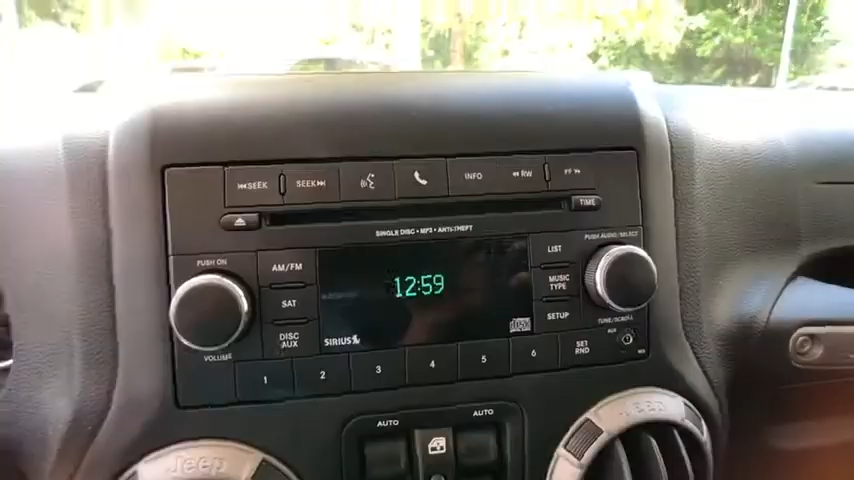 SEEK SEEK INFO RW FF
TIME
SINGLE DISC • MP3 • ANTI-THEFT
PUSH ON PUSH AUDIO/SELECT
AM/FM LIST
SAT 12:59 MUSIC TYPE
DISC AUX SIRIUS SETUP
VOLUME TUNE/SCROLL AUX
1 2 3 4 5 6 SET RND
AUTO AUTO
Jeep JEEP